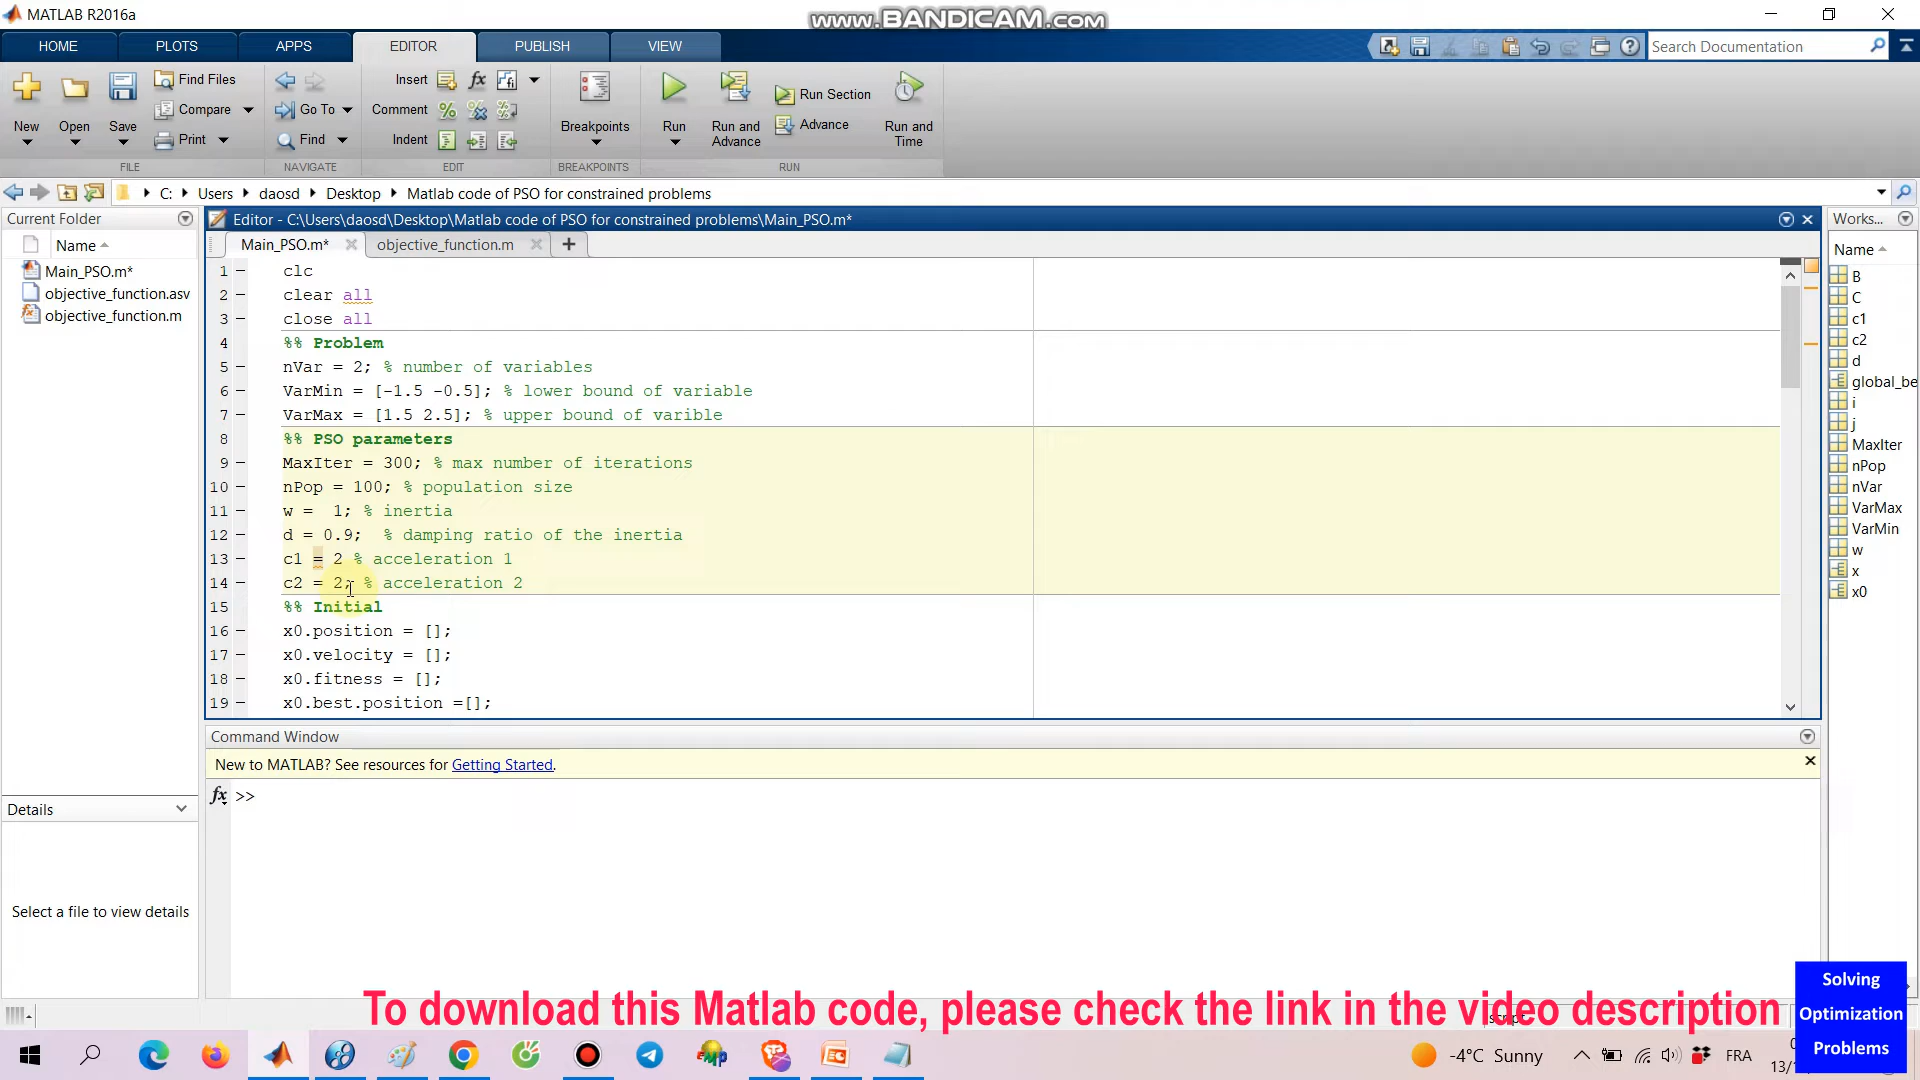 MATLAB R2016a
www.BANDICAM.com
HOME
PLOTS
APPS
EDITOR
PUBLISH
VIEW
Search Documentation
New
Open
Save
Find Files
Compare
Print
Go To
Find
Insert
Comment
Indent
fx
Breakpoints
Run
Run and Advance
Run Section
Advance
Run and Time
FILE
NAVIGATE
EDIT
BREAKPOINTS
RUN
C: Users daosd Desktop Matlab code of PSO for constrained problems
Current Folder
Name
Main_PSO.m*
objective_function.asv
objective_function.m
Details
Select a file to view details
Editor - C:\Users\daosd\Desktop\Matlab code of PSO for constrained problems\Main_PSO.m*
Main_PSO.m*
objective_function.m
1 clc
2 clear all
3 close all
4 %% Problem
5 nVar = 2; % number of variables
6 VarMin = [-1.5 -0.5]; % lower bound of variable
7 VarMax = [1.5 2.5]; % upper bound of varible
8 %% PSO parameters
9 MaxIter = 300; % max number of iterations
10 nPop = 100; % population size
11 w =  1; % inertia
12 d = 0.9;  % damping ratio of the inertia
13 c1 = 2 % acceleration 1
14 c2 = 2; % acceleration 2
15 %% Initial
16 x0.position = [];
17 x0.velocity = [];
18 x0.fitness = [];
19 x0.best.position =[];
Command Window
New to MATLAB? See resources for Getting Started.
fx >>
Works...
Name
B
C
c1
c2
d
global_be
i
j
MaxIter
nPop
nVar
VarMax
VarMin
w
x
x0
To download this Matlab code, please check the link in the video description
Solving
Optimization
Problems
-4°C Sunny
FRA